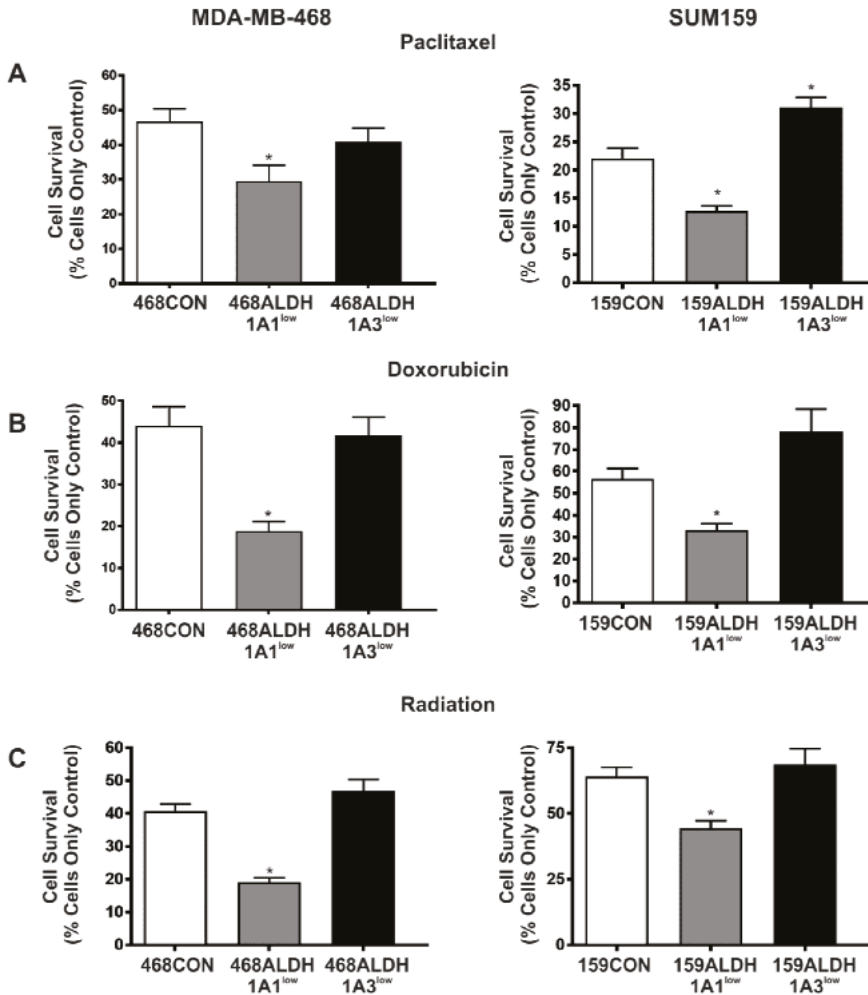 MDA-MB-468 SUM159
Paclitaxel
A
Cell Survival
(% Cells Only Control)
60
50
40
30
20
10
0
*
468CON 468ALDH 468ALDH
1A1low 1A3low
Cell Survival
(% Cells Only Control)
35
30
25
20
15
10
5
0
*
*
159CON 159ALDH 159ALDH
1A1low 1A3low
Doxorubicin
B
Cell Survival
(% Cells Only Control)
50
40
30
20
10
0
*
468CON 468ALDH 468ALDH
1A1low 1A3low
Cell Survival
(% Cells Only Control)
90
80
70
60
50
40
30
20
10
0
*
159CON 159ALDH 159ALDH
1A1low 1A3low
Radiation
C
Cell Survival
(% Cells Only Control)
60
50
40
30
20
10
0
*
468CON 468ALDH 468ALDH
1A1low 1A3low
Cell Survival
(% Cells Only Control)
75
50
25
0
*
159CON 159ALDH 159ALDH
1A1low 1A3low